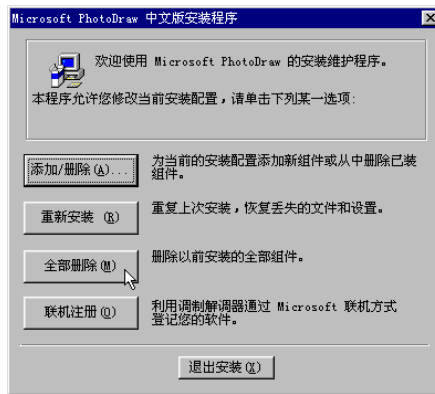 Microsoft PhotoDraw 中文版安装程序
欢迎使用 Microsoft PhotoDraw 的安装维护程序。
本程序允许您修改当前安装配置，请单击下列某一选项:
添加/删除(A)...
为当前的安装配置添加新组件或从中删除已装
组件。
重新安装 (R)
重复上次安装，恢复丢失的文件和设置。
全部删除(M)
删除以前安装的全部组件。
联机注册(O)
利用调制解调器通过 Microsoft 联机方式
登记您的软件。
退出安装(X)